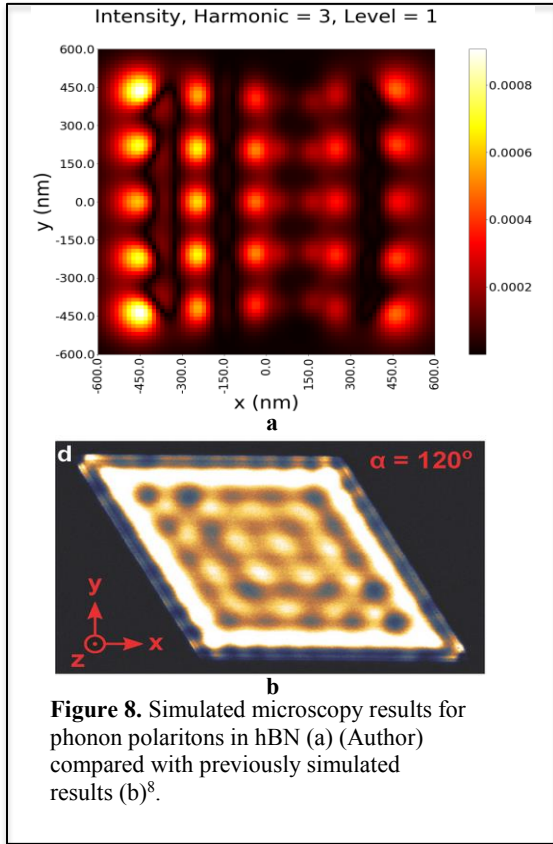 Intensity, Harmonic = 3, Level = 1
600.0
450.0
300.0
150.0
0.0
-150.0
-300.0
-450.0
-600.0
y (nm)
-600.0
-450.0
-300.0
-150.0
0.0
150.0
300.0
450.0
600.0
x (nm)
0.0008
0.0006
0.0004
0.0002
a
d
α = 120°
y
z
x
b
Figure 8. Simulated microscopy results for
phonon polaritons in hBN (a) (Author)
compared with previously simulated
results (b)⁸.